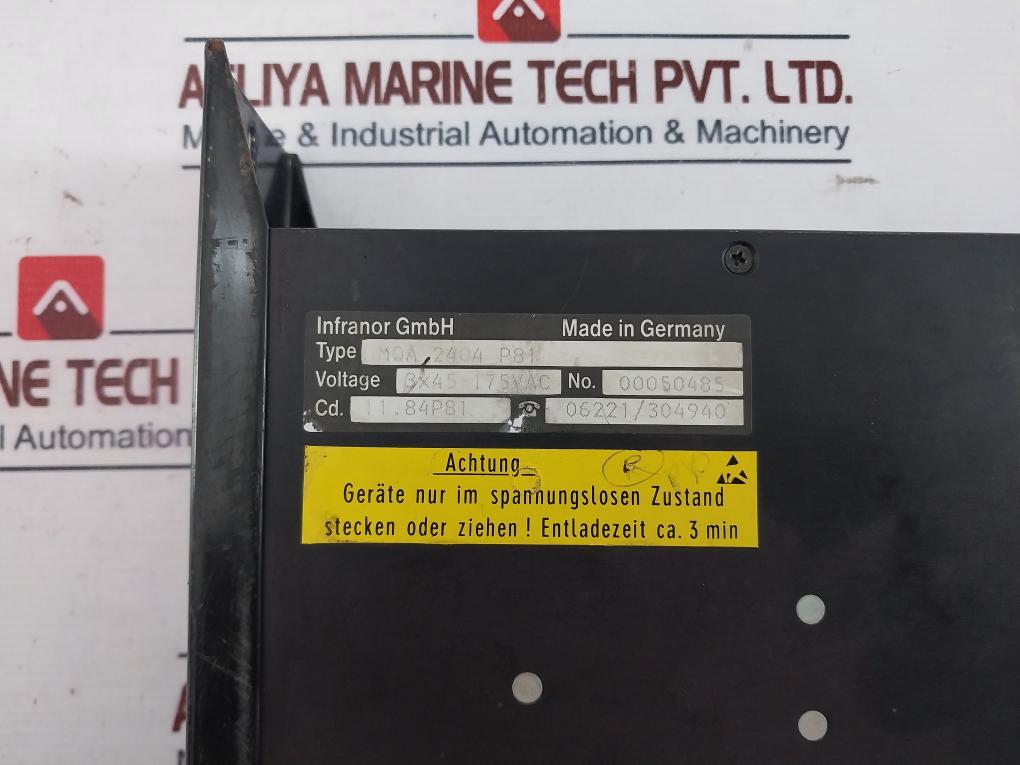 A LIYA MARINE TECH PVT. LTD.
M e & Industrial Automation & Machinery
NE TECH
l Automation
Infranor GmbH Made in Germany
Type MQA 2404 P81
Voltage 3x45-175VAC No. 00050485
Cd. 11.84P81 ☎ 06221/304940
Achtung
Geräte nur im spannungslosen Zustand
stecken oder ziehen! Entladezeit ca. 3 min